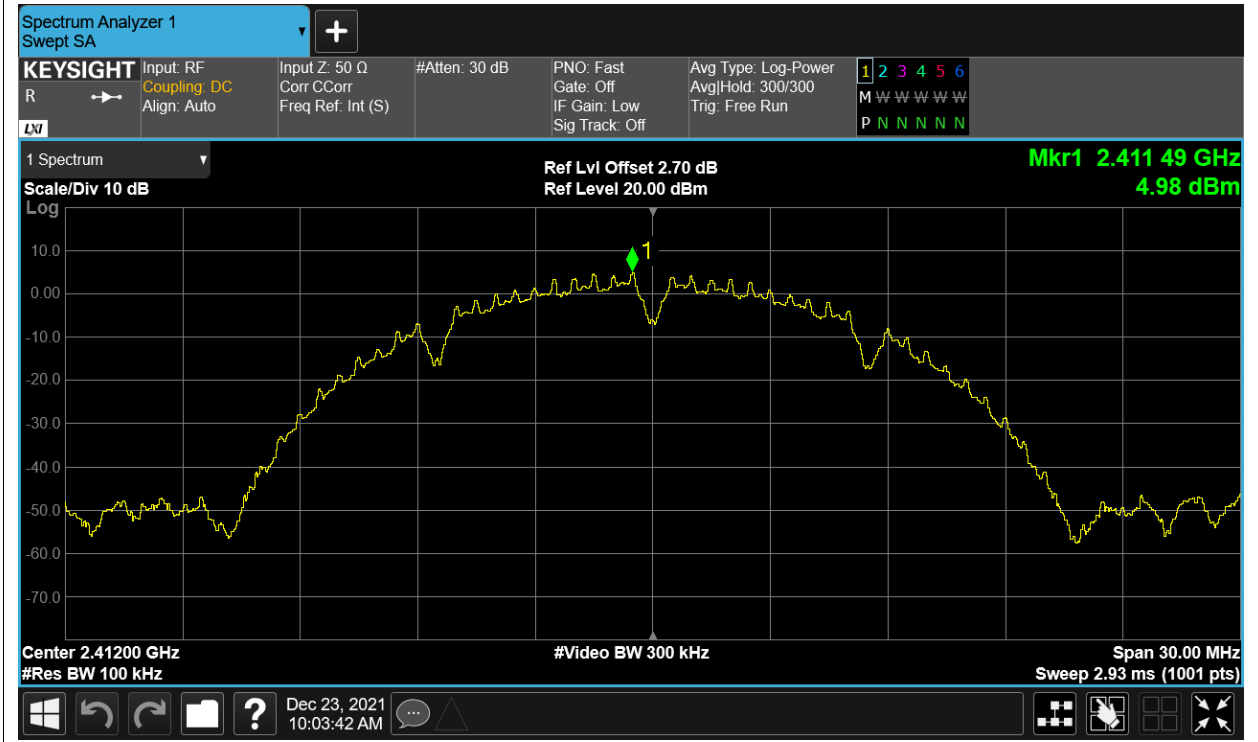 Spectrum Analyzer 1
Swept SA
KEYSIGHT
R
LXI
Input: RF
Coupling: DC
Align: Auto
Input Z: 50 Ω
Corr CCorr
Freq Ref: Int (S)
#Atten: 30 dB
PNO: Fast
Gate: Off
IF Gain: Low
Sig Track: Off
Avg Type: Log-Power
Avg|Hold: 300/300
Trig: Free Run
1 2 3 4 5 6
M W W W W W
P N N N N N
1 Spectrum
Scale/Div 10 dB
Ref Lvl Offset 2.70 dB
Ref Level 20.00 dBm
Mkr1 2.411 49 GHz
4.98 dBm
Log
1
10.0
0.00
-10.0
-20.0
-30.0
-40.0
-50.0
-60.0
-70.0
Center 2.41200 GHz
#Res BW 100 kHz
#Video BW 300 kHz
Span 30.00 MHz
Sweep 2.93 ms (1001 pts)
?
Dec 23, 2021
10:03:42 AM